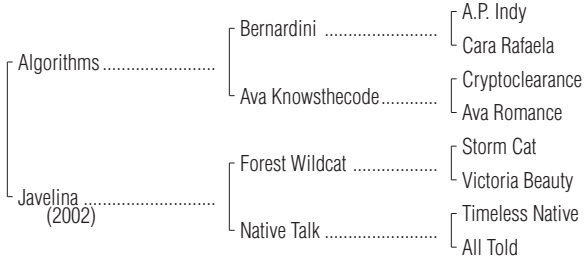 A.P. Indy
Bernardini ......................
Cara Rafaela
Algorithms ......................
Cryptoclearance
Ava Knowsthecode...........
Ava Romance
Storm Cat
Forest Wildcat .................
Victoria Beauty
Javelina ..........................
(2002)
Timeless Native
Native Talk ......................
All Told